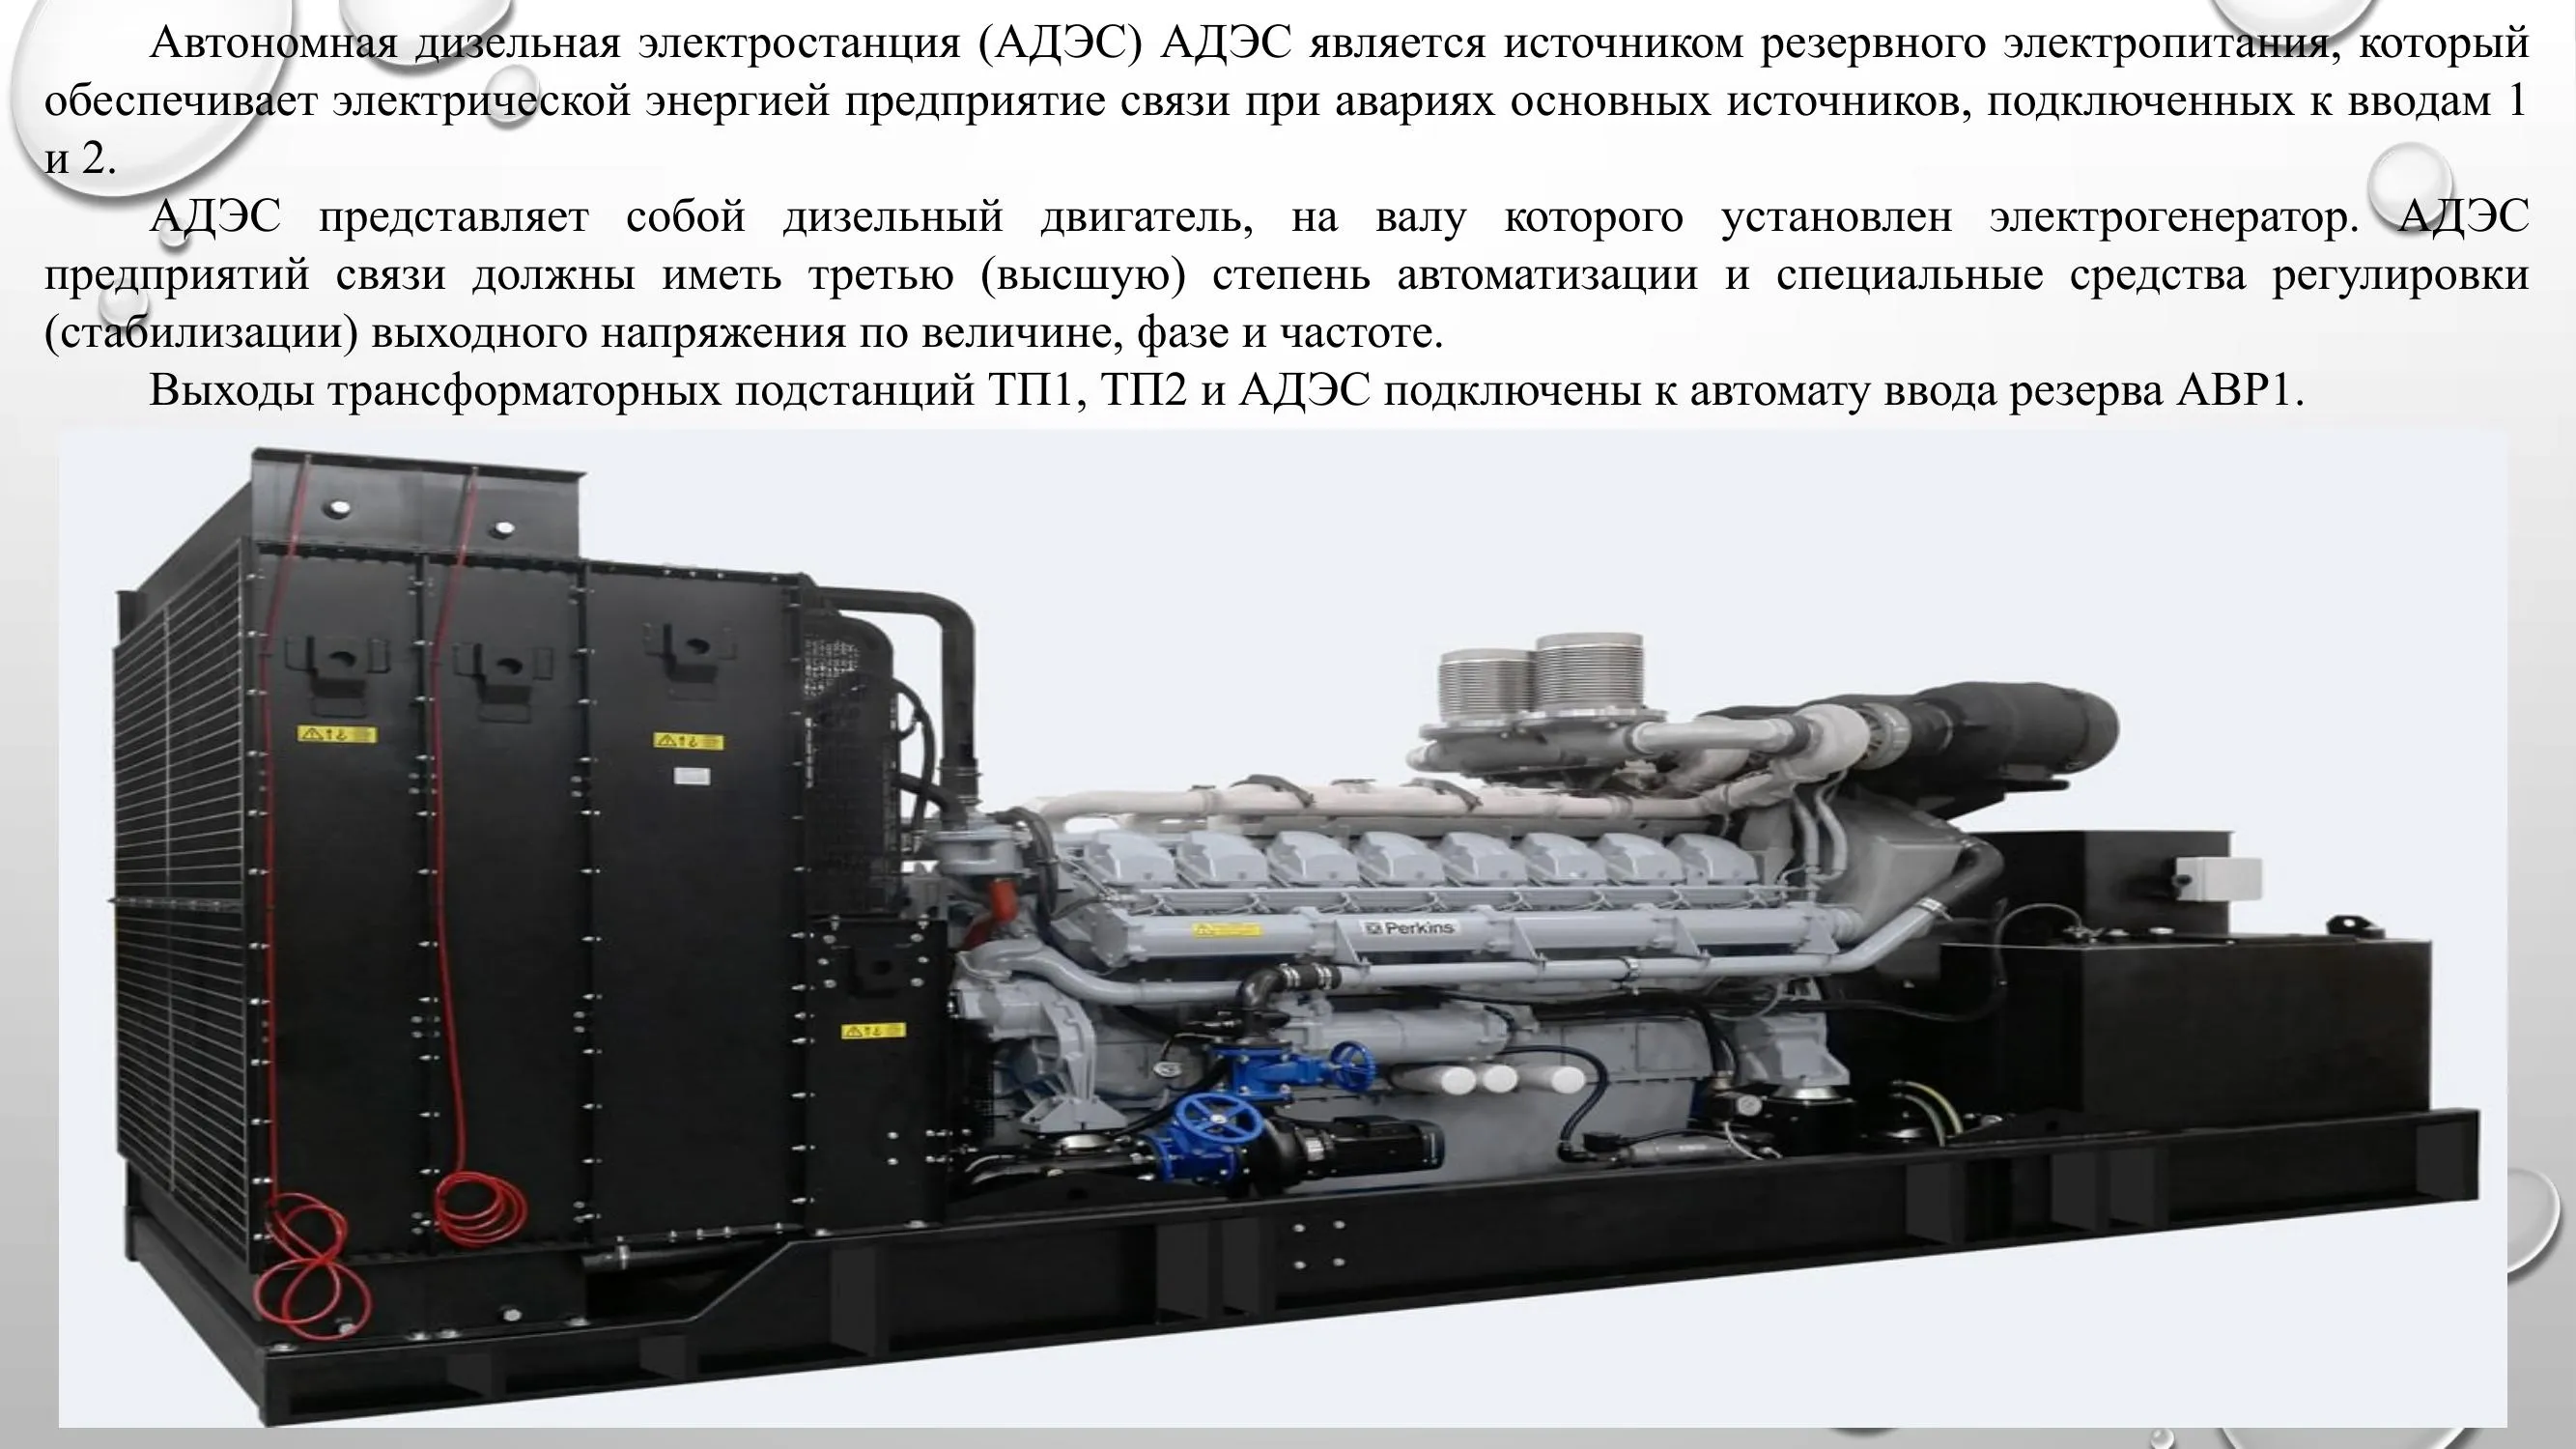 Автономная дизельная электростанция (АДЭС) АДЭС является источником резервного электропитания, который
обеспечивает электрической энергией предприятие связи при авариях основных источников, подключенных к вводам 1
и 2.
АДЭС представляет собой дизельный двигатель, на валу которого установлен электрогенератор. АДЭС
предприятий связи должны иметь третью (высшую) степень автоматизации и специальные средства регулировки
(стабилизации) выходного напряжения по величине, фазе и частоте.
Выходы трансформаторных подстанций ТП1, ТП2 и АДЭС подключены к автомату ввода резерва АВР1.
Perkins